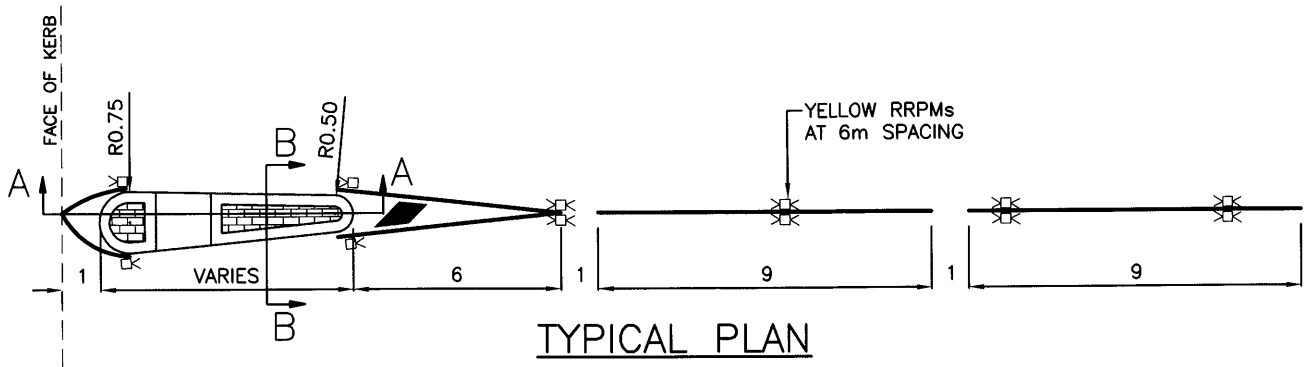 FACE OF KERB
R0.75
R0.50
YELLOW RRPMs
AT 6m SPACING
B
A
A
1
VARIES
6
1
9
1
9
B
TYPICAL PLAN